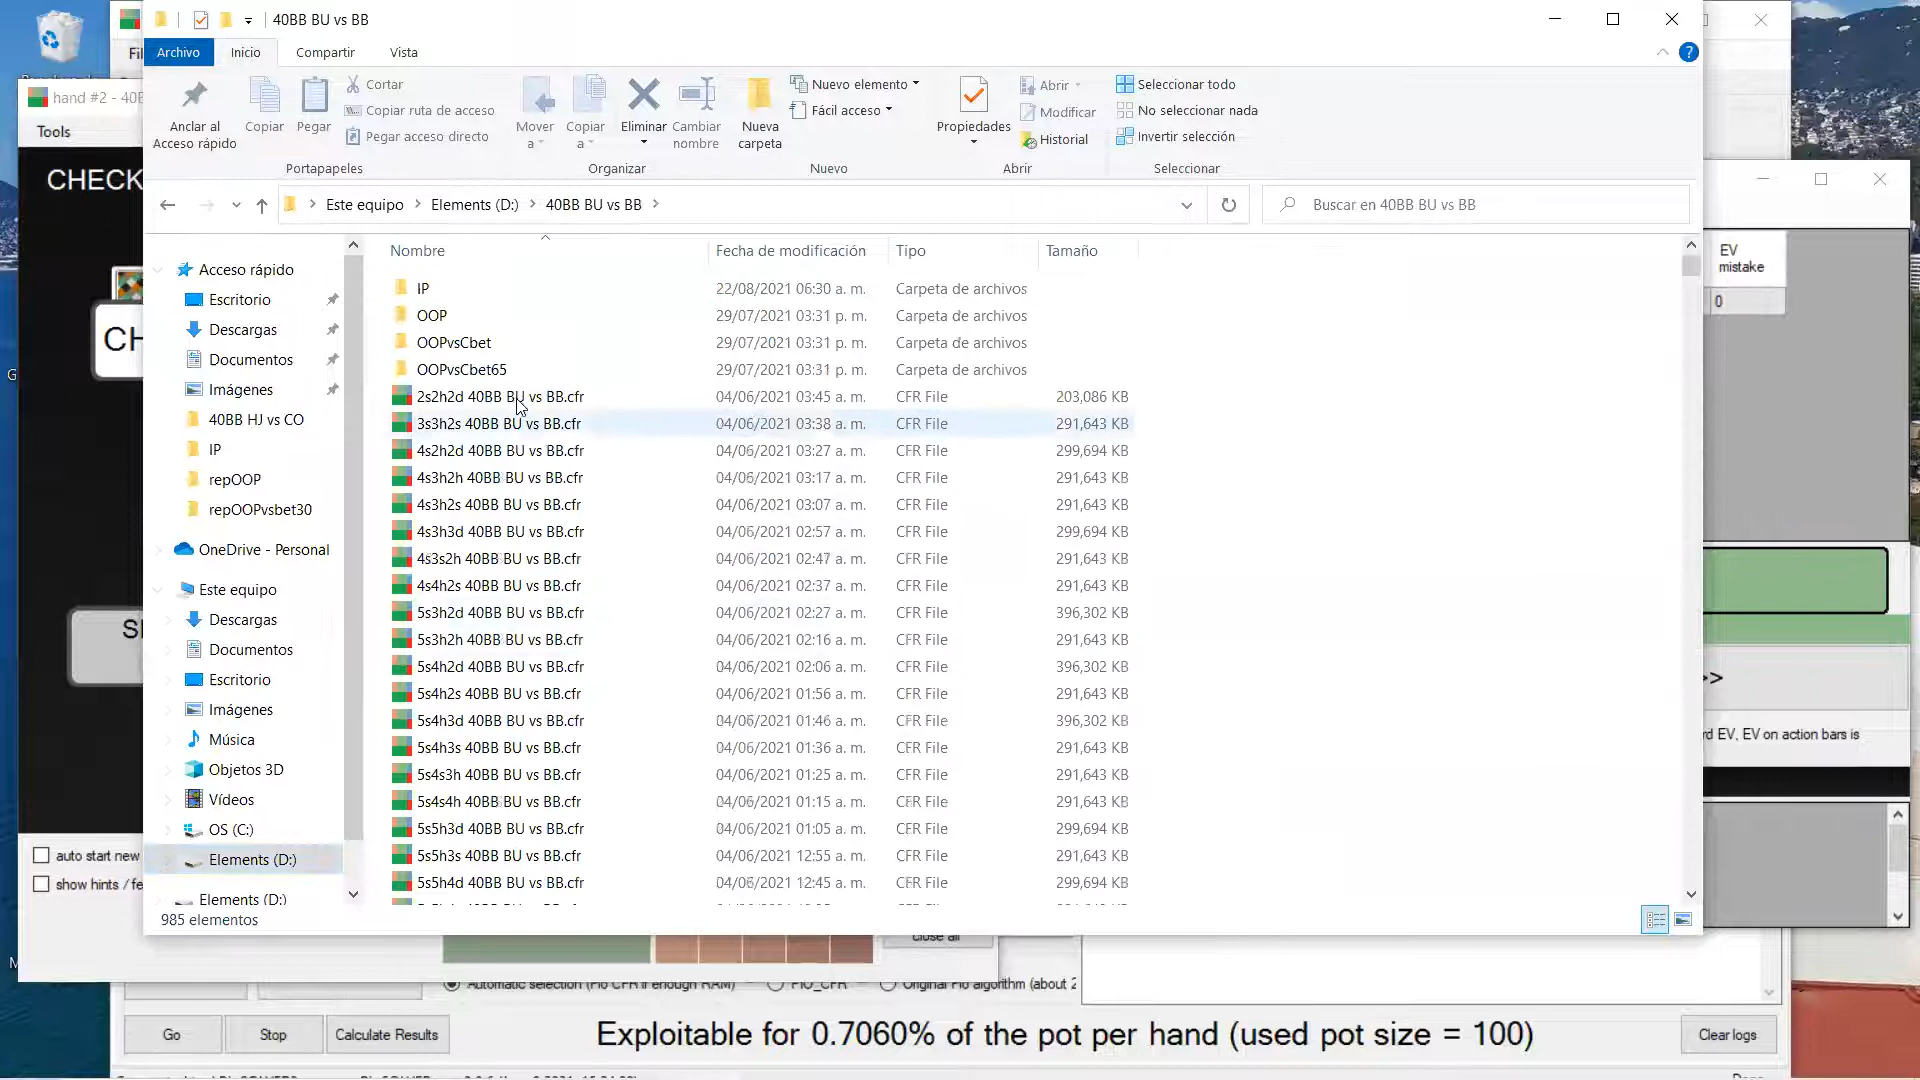 40BB BU vs BB
Archivo Inicio Compartir Vista
Anclar al Acceso rápido
Copiar
Pegar
Cortar
Copiar ruta de acceso
Pegar acceso directo
Portapapeles
Mover a
Copiar a
Eliminar
Cambiar nombre
Organizar
Nueva carpeta
Nuevo elemento
Fácil acceso
Nuevo
Propiedades
Abrir
Modificar
Historial
Abrir
Seleccionar todo
No seleccionar nada
Invertir selección
Seleccionar
Este equipo > Elements (D:) > 40BB BU vs BB >
Buscar en 40BB BU vs BB
Acceso rápido
Escritorio
Descargas
Documentos
Imágenes
40BB HJ vs CO
IP
repOOP
repOOPvsbet30
OneDrive - Personal
Este equipo
Descargas
Documentos
Escritorio
Imágenes
Música
Objetos 3D
Vídeos
OS (C:)
Elements (D:)
Elements (D:)
Nombre Fecha de modificación Tipo Tamaño
IP 22/08/2021 06:30 a. m. Carpeta de archivos
OOP 29/07/2021 03:31 p. m. Carpeta de archivos
OOPvsCbet 29/07/2021 03:31 p. m. Carpeta de archivos
OOPvsCbet65 29/07/2021 03:31 p. m. Carpeta de archivos
2s2h2d 40BB BU vs BB.cfr 04/06/2021 03:45 a. m. CFR File 203,086 KB
3s3h2s 40BB BU vs BB.cfr 04/06/2021 03:38 a. m. CFR File 291,643 KB
4s2h2d 40BB BU vs BB.cfr 04/06/2021 03:27 a. m. CFR File 299,694 KB
4s3h2h 40BB BU vs BB.cfr 04/06/2021 03:17 a. m. CFR File 291,643 KB
4s3h2s 40BB BU vs BB.cfr 04/06/2021 03:07 a. m. CFR File 291,643 KB
4s3h3d 40BB BU vs BB.cfr 04/06/2021 02:57 a. m. CFR File 299,694 KB
4s3s2h 40BB BU vs BB.cfr 04/06/2021 02:47 a. m. CFR File 291,643 KB
4s4h2s 40BB BU vs BB.cfr 04/06/2021 02:37 a. m. CFR File 291,643 KB
5s3h2d 40BB BU vs BB.cfr 04/06/2021 02:27 a. m. CFR File 396,302 KB
5s3h2h 40BB BU vs BB.cfr 04/06/2021 02:16 a. m. CFR File 291,643 KB
5s4h2d 40BB BU vs BB.cfr 04/06/2021 02:06 a. m. CFR File 396,302 KB
5s4h2s 40BB BU vs BB.cfr 04/06/2021 01:56 a. m. CFR File 291,643 KB
5s4h3d 40BB BU vs BB.cfr 04/06/2021 01:46 a. m. CFR File 396,302 KB
5s4h3s 40BB BU vs BB.cfr 04/06/2021 01:36 a. m. CFR File 291,643 KB
5s4s3h 40BB BU vs BB.cfr 04/06/2021 01:25 a. m. CFR File 291,643 KB
5s4s4h 40BB BU vs BB.cfr 04/06/2021 01:15 a. m. CFR File 291,643 KB
5s5h3d 40BB BU vs BB.cfr 04/06/2021 01:05 a. m. CFR File 299,694 KB
5s5h3s 40BB BU vs BB.cfr 04/06/2021 12:55 a. m. CFR File 291,643 KB
5s5h4d 40BB BU vs BB.cfr 04/06/2021 12:45 a. m. CFR File 299,694 KB
985 elementos
Fil
hand #2 - 40B
Tools
CHECK
CH
auto start new
show hints / fe
EV mistake
0
>>
rd EV, EV on action bars is
close all
Automatic selection (Pio CFR if enough RAM) PIO_CFR Original Pio algorithm (about 2
Go Stop Calculate Results
Exploitable for 0.7060% of the pot per hand (used pot size = 100)
Clear logs